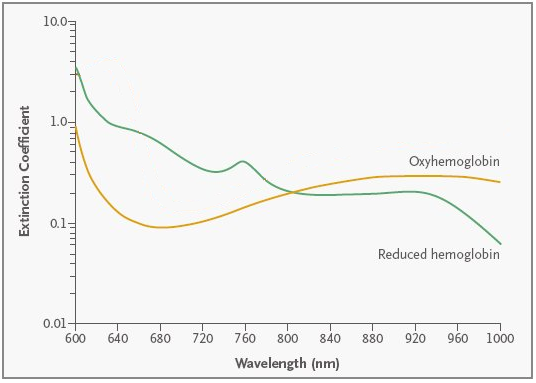 10.0
1.0
0.1
0.01
Extinction Coefficient
Oxyhemoglobin
Reduced hemoglobin
600 640 680 720 760 800 840 880 920 960 1000
Wavelength (nm)